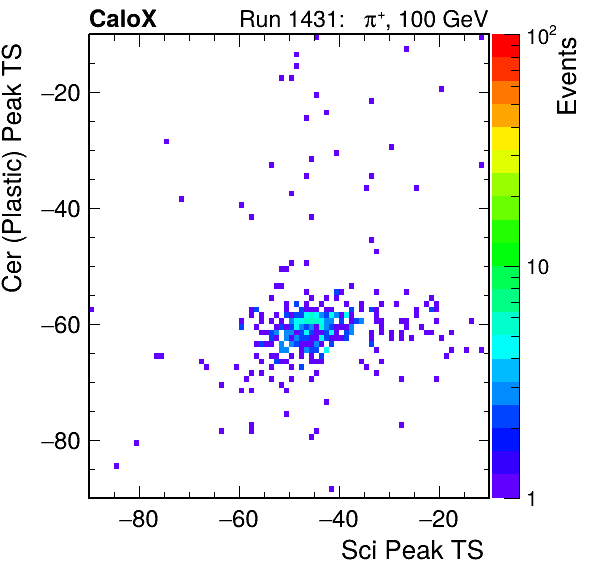 CaloX Run 1431: π⁺, 100 GeV
Cer (Plastic) Peak TS
−20
−40
−60
−80
−80 −60 −40 −20
Sci Peak TS
10²
10
1
Events